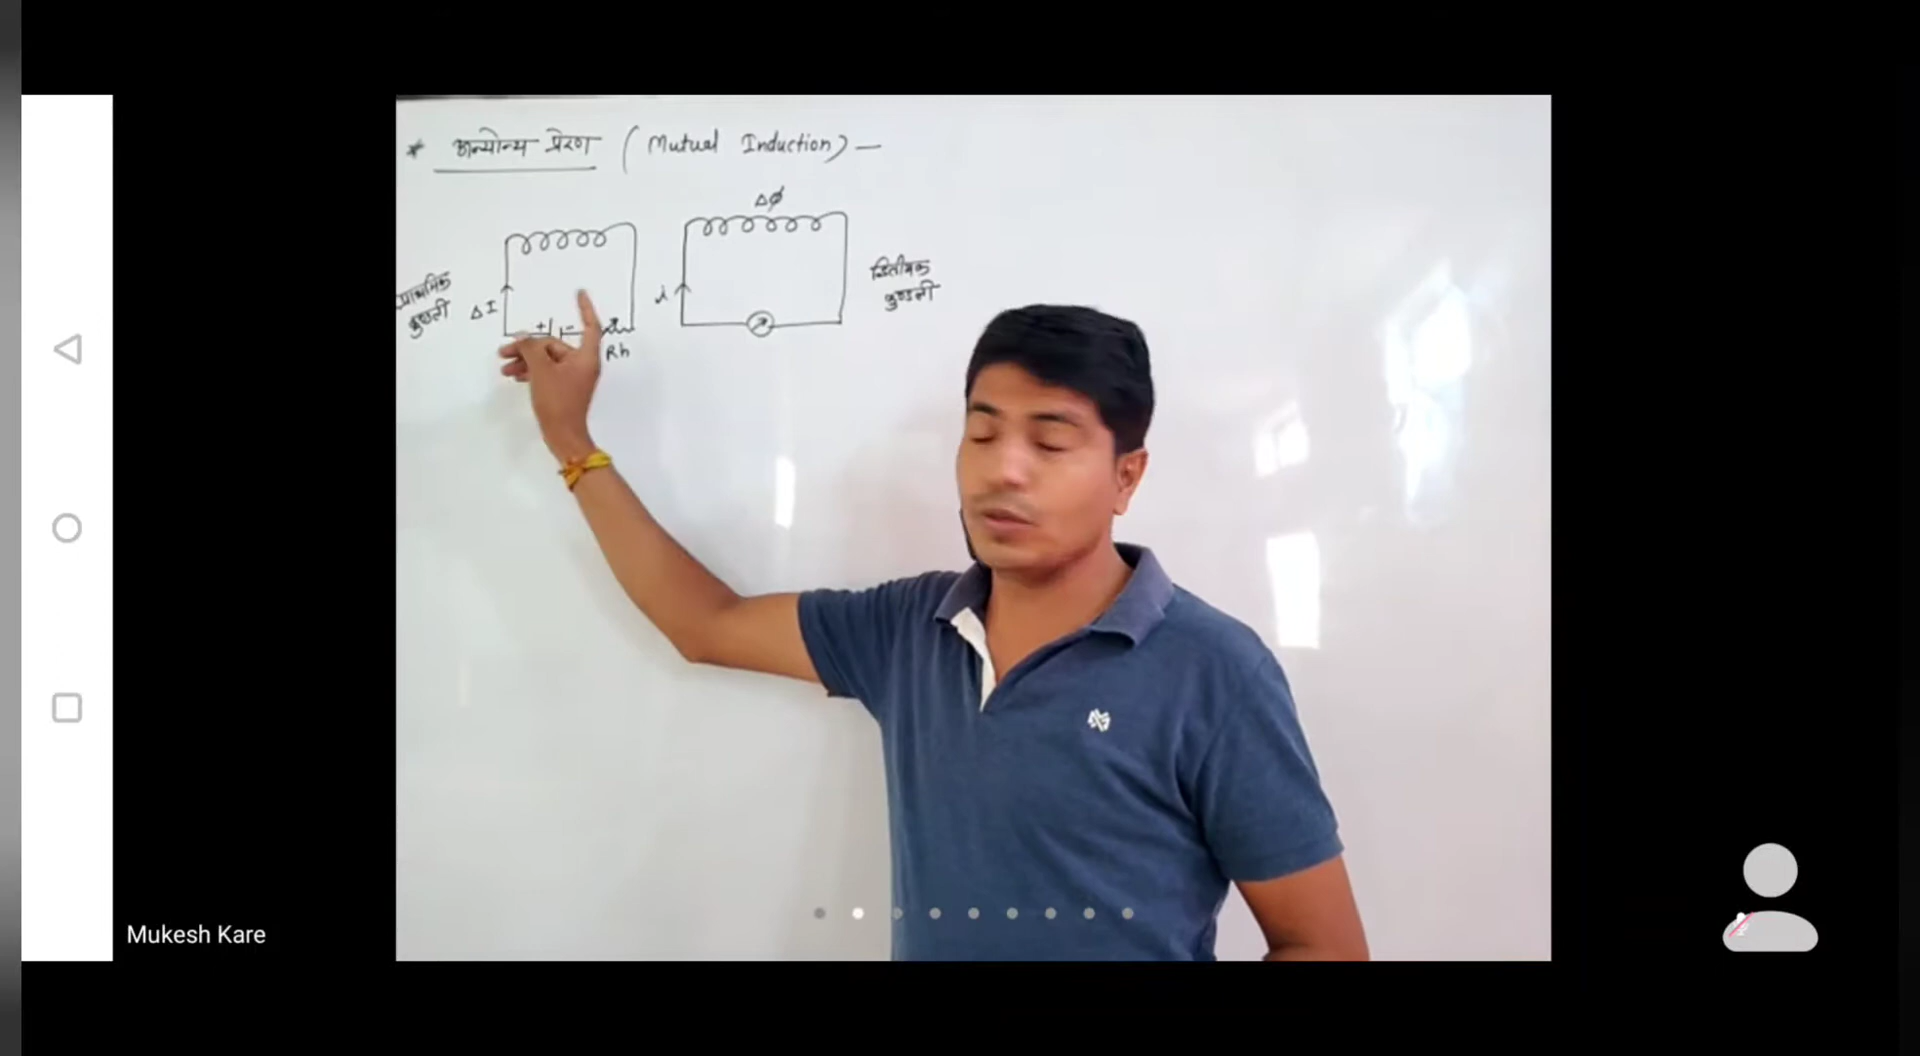 * अन्योन्य प्रेरण (Mutual Induction) —
Δϕ
प्राथमिक
कुण्डली
ΔI
+ -
Rh
i
द्वितीयक
कुण्डली
Mukesh Kare